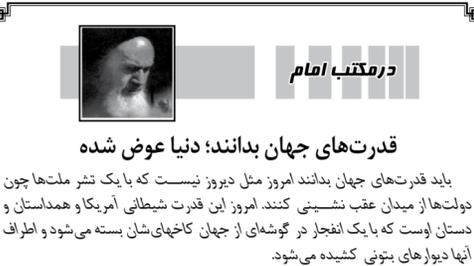 درمکتب امام
قدرت‌های جهان بدانند؛ دنیا عوض شده
باید قدرت‌های جهان بدانند امروز مثل دیروز نیست که با یک تشر ملت‌ها چون
دولت‌ها از میدان عقب نشینی کنند. امروز این قدرت شیطانی آمریکا و همداستان و
دستان اوست که با یک انفجار در گوشه‌ای از جهان کاخهای‌شان بسته می‌شود و اطراف
آنها دیوارهای بتونی کشیده می‌شود.